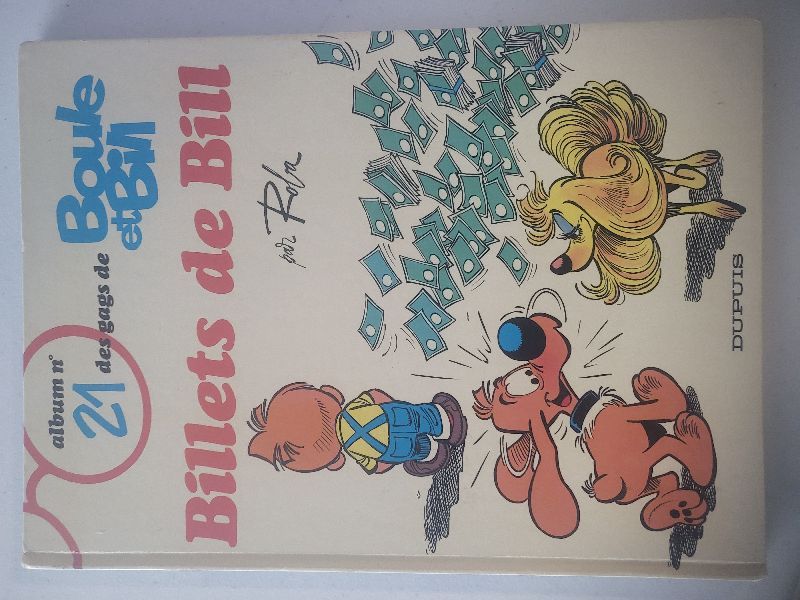 album n°
21 des gags de
Boule
et Bill
Billets de Bill
par Roba
DUPUIS